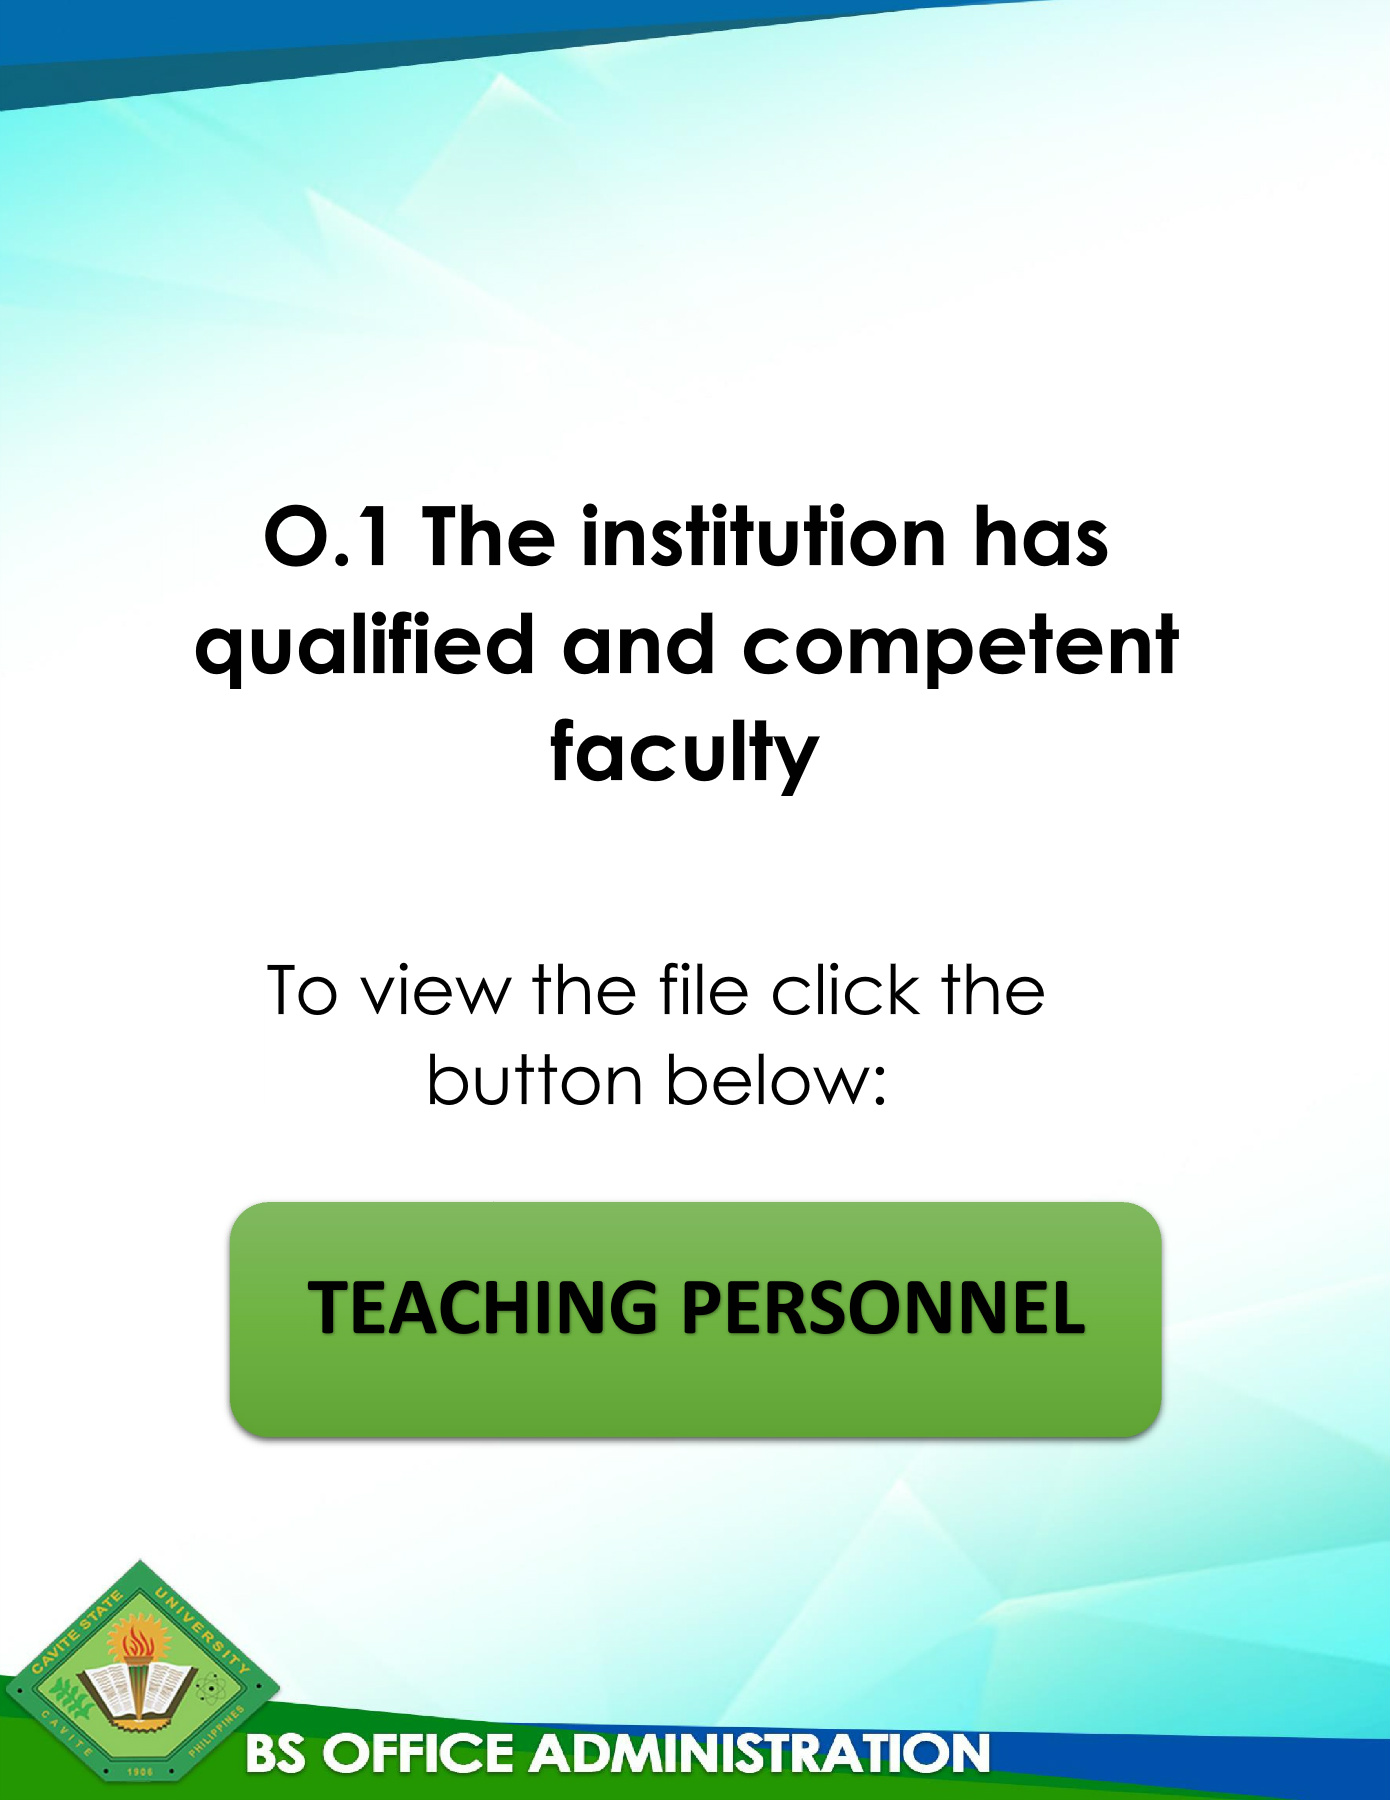 O.1 The institution has
qualified and competent
faculty
To view the file click the
button below:
TEACHING PERSONNEL
CAVITE STATE UNIVERSITY
CAVITE PHILIPPINES
1906
BS OFFICE ADMINISTRATION